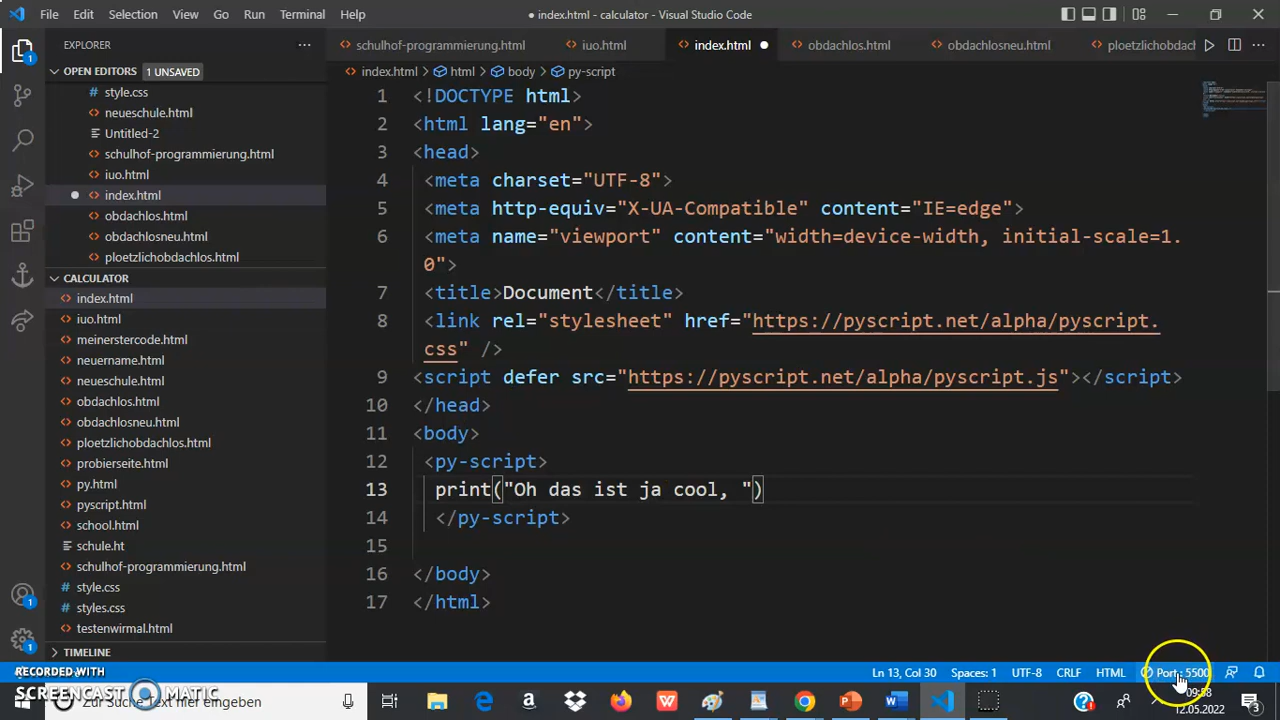 File Edit Selection View Go Run Terminal Help
● index.html - calculator - Visual Studio Code
EXPLORER
OPEN EDITORS 1 UNSAVED
style.css
neueschule.html
Untitled-2
schulhof-programmierung.html
iuo.html
index.html
obdachlos.html
obdachlosneu.html
ploetzlichobdachlos.html
CALCULATOR
index.html
iuo.html
meinerstercode.html
neuername.html
neueschule.html
obdachlos.html
obdachlosneu.html
ploetzlichobdachlos.html
probierseite.html
py.html
pyscript.html
school.html
schule.ht
schulhof-programmierung.html
style.css
styles.css
testenwirmal.html
TIMELINE
schulhof-programmierung.html iuo.html index.html obdachlos.html obdachlosneu.html ploetzlichobdach
index.html > html > body > py-script
1 <!DOCTYPE html>
2 <html lang="en">
3 <head>
4 <meta charset="UTF-8">
5 <meta http-equiv="X-UA-Compatible" content="IE=edge">
6 <meta name="viewport" content="width=device-width, initial-scale=1.
0">
7 <title>Document</title>
8 <link rel="stylesheet" href="https://pyscript.net/alpha/pyscript.
css" />
9 <script defer src="https://pyscript.net/alpha/pyscript.js"></script>
10 </head>
11 <body>
12 <py-script>
13 print("Oh das ist ja cool, ")
14 </py-script>
15
16 </body>
17 </html>
Ln 13, Col 30 Spaces: 1 UTF-8 CRLF HTML Port : 5500
RECORDED WITH
SCREENCAST MATIC
Zur Suche Text hier eingeben
09:58
12.05.2022